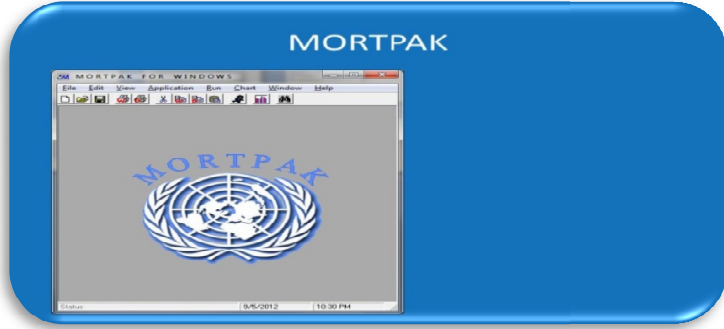 MORTPAK
MORTPAK FOR WINDOWS
File Edit View Application Run Chart Window Help
MORTPAK
Status 9/5/2012 10:30 PM